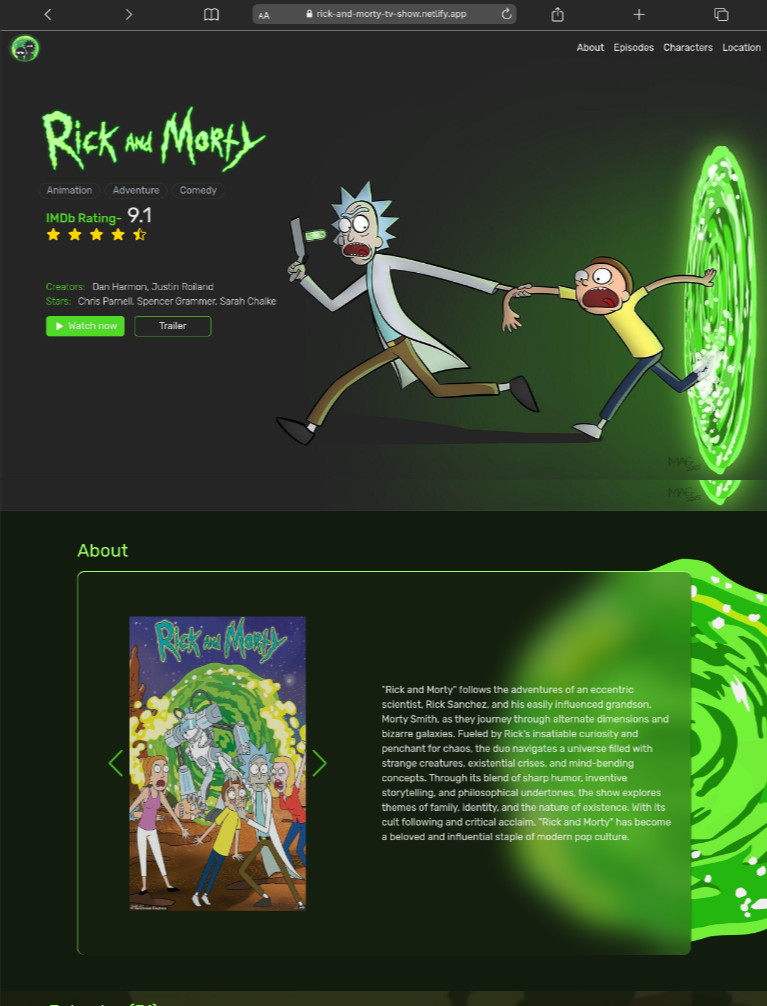 AA rick-and-morty-tv-show.netlify.app
About Episodes Characters Location
Rick AND Morty
Animation Adventure Comedy
IMDb Rating- 9.1
Creators: Dan Harmon, Justin Roiland
Stars: Chris Parnell, Spencer Grammer, Sarah Chalke
Watch now Trailer
About
Rick AND Morty
"Rick and Morty" follows the adventures of an eccentric
scientist, Rick Sanchez, and his easily influenced grandson,
Morty Smith, as they journey through alternate dimensions and
bizarre galaxies. Fueled by Rick's insatiable curiosity and
penchant for chaos, the duo navigates a universe filled with
strange creatures, existential crises, and mind-bending
concepts. Through its blend of sharp humor, inventive
storytelling, and philosophical undertones, the show explores
themes of family, identity, and the nature of existence. With its
cult following and critical acclaim, "Rick and Morty" has become
a beloved and influential staple of modern pop culture.